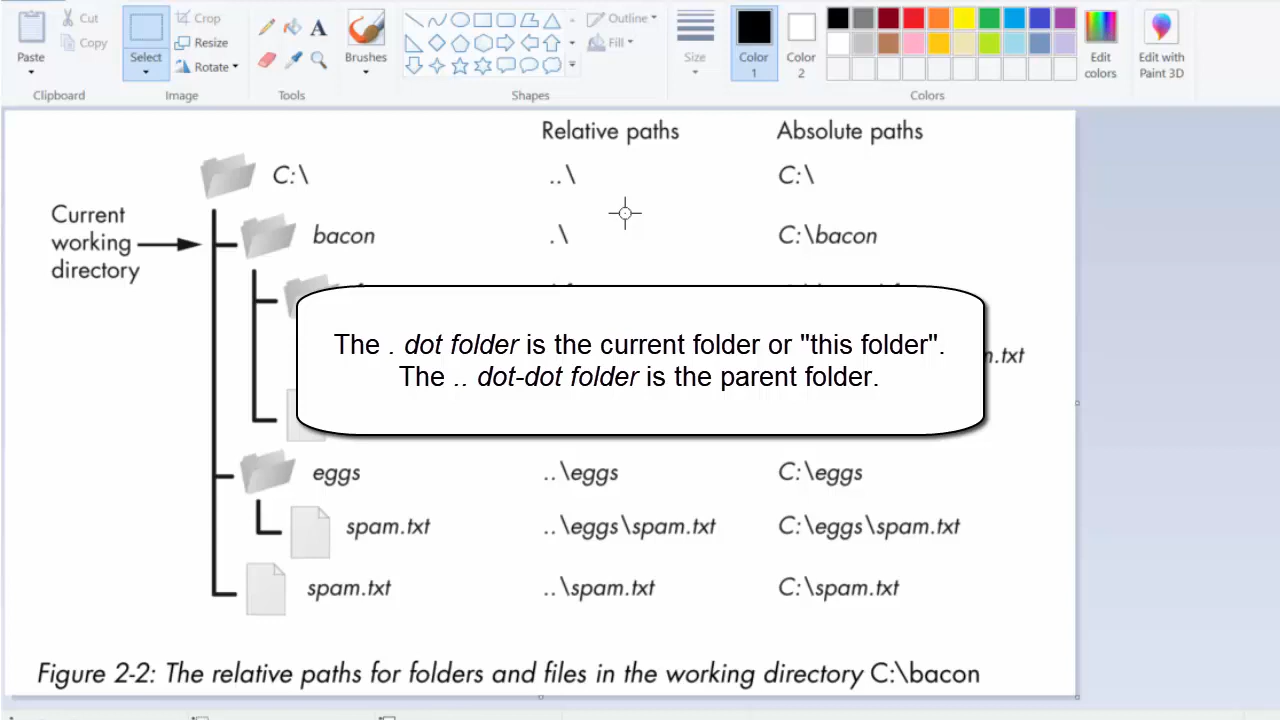 Cut
Copy
Paste
Clipboard
Select
Crop
Resize
Rotate
Image
A
Tools
Brushes
Outline
Fill
Shapes
Size
Color
1
Color
2
Colors
Edit
colors
Edit with
Paint 3D
Relative paths Absolute paths
C:\ ..\ C:\
Current
working
directory
bacon .\ C:\bacon
The . dot folder is the current folder or "this folder".
The .. dot-dot folder is the parent folder.
.txt
eggs ..\eggs C:\eggs
spam.txt ..\eggs\spam.txt C:\eggs\spam.txt
spam.txt ..\spam.txt C:\spam.txt
Figure 2-2: The relative paths for folders and files in the working directory C:\bacon